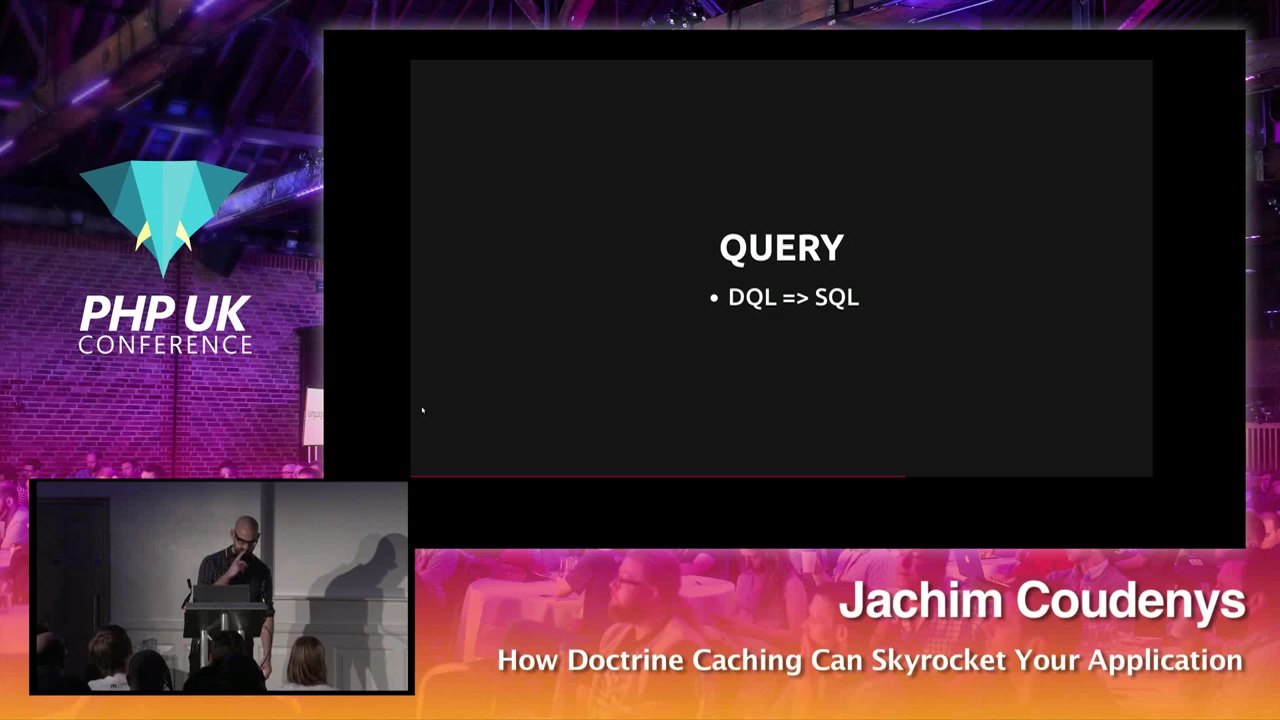 QUERY
• DQL => SQL
PHP UK
CONFERENCE
Jachim Coudenys
How Doctrine Caching Can Skyrocket Your Application